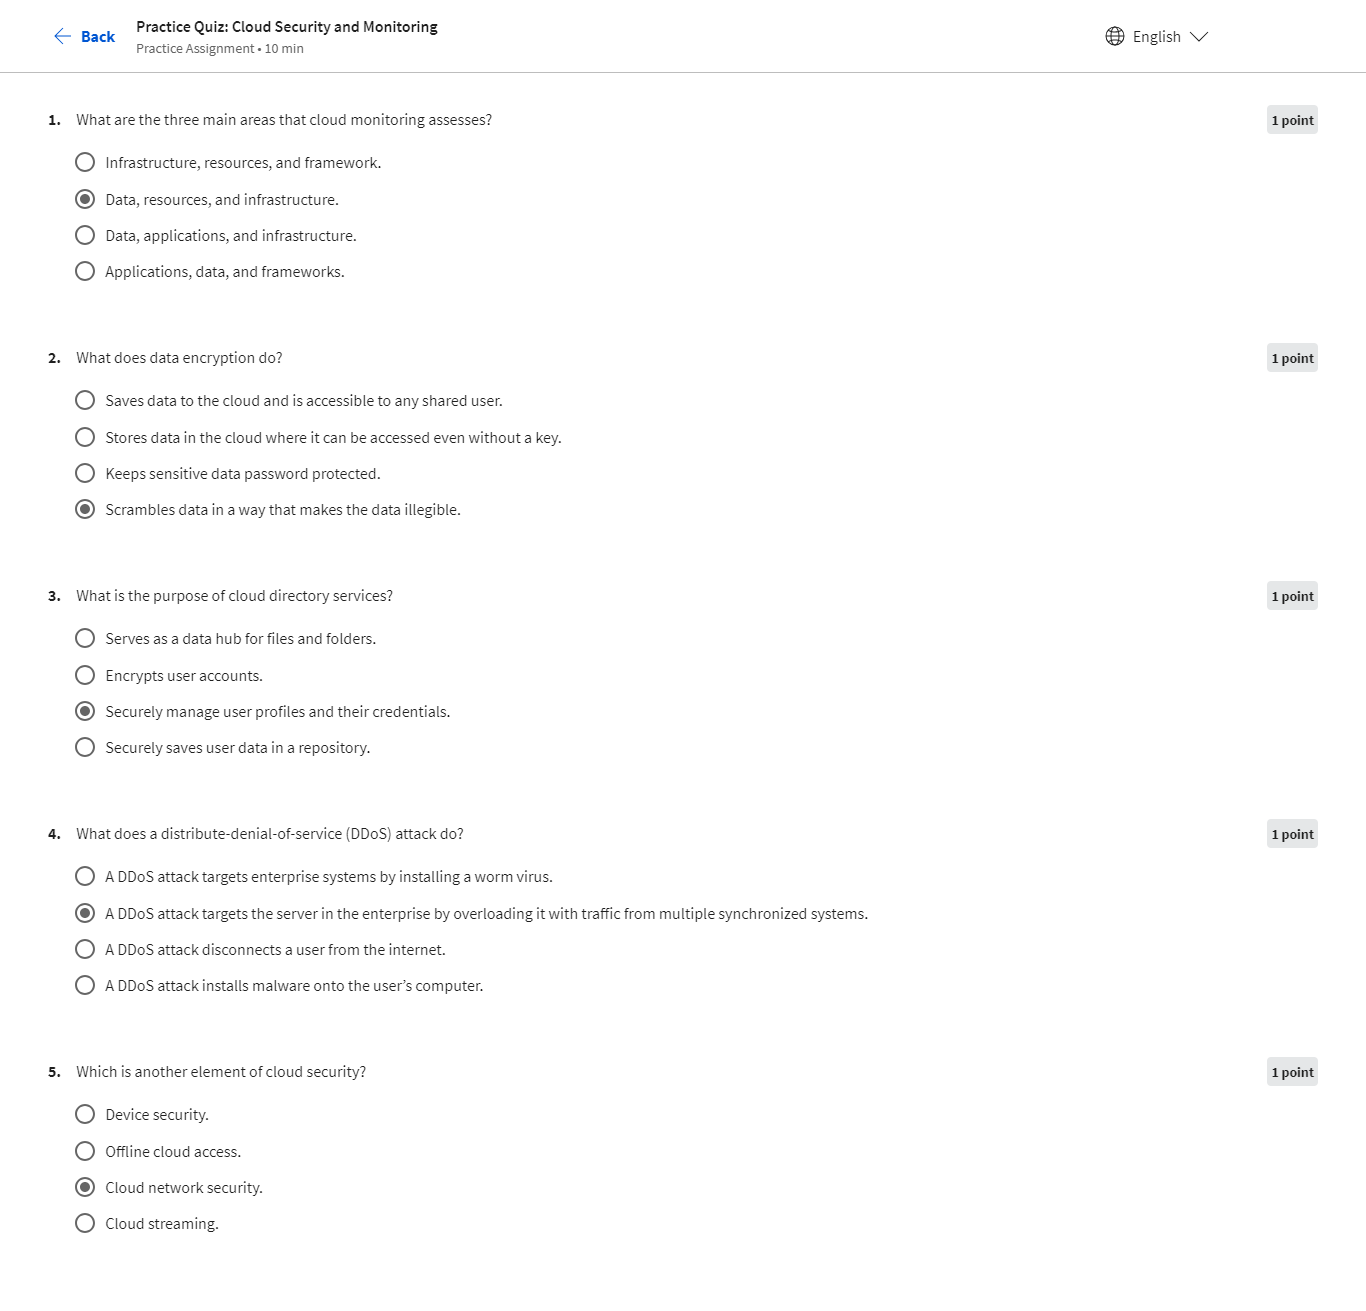 Back
Practice Quiz: Cloud Security and Monitoring
Practice Assignment • 10 min
English
1. What are the three main areas that cloud monitoring assesses?
1 point
Infrastructure, resources, and framework.
Data, resources, and infrastructure.
Data, applications, and infrastructure.
Applications, data, and frameworks.
2. What does data encryption do?
1 point
Saves data to the cloud and is accessible to any shared user.
Stores data in the cloud where it can be accessed even without a key.
Keeps sensitive data password protected.
Scrambles data in a way that makes the data illegible.
3. What is the purpose of cloud directory services?
1 point
Serves as a data hub for files and folders.
Encrypts user accounts.
Securely manage user profiles and their credentials.
Securely saves user data in a repository.
4. What does a distribute-denial-of-service (DDoS) attack do?
1 point
A DDoS attack targets enterprise systems by installing a worm virus.
A DDoS attack targets the server in the enterprise by overloading it with traffic from multiple synchronized systems.
A DDoS attack disconnects a user from the internet.
A DDoS attack installs malware onto the user’s computer.
5. Which is another element of cloud security?
1 point
Device security.
Offline cloud access.
Cloud network security.
Cloud streaming.